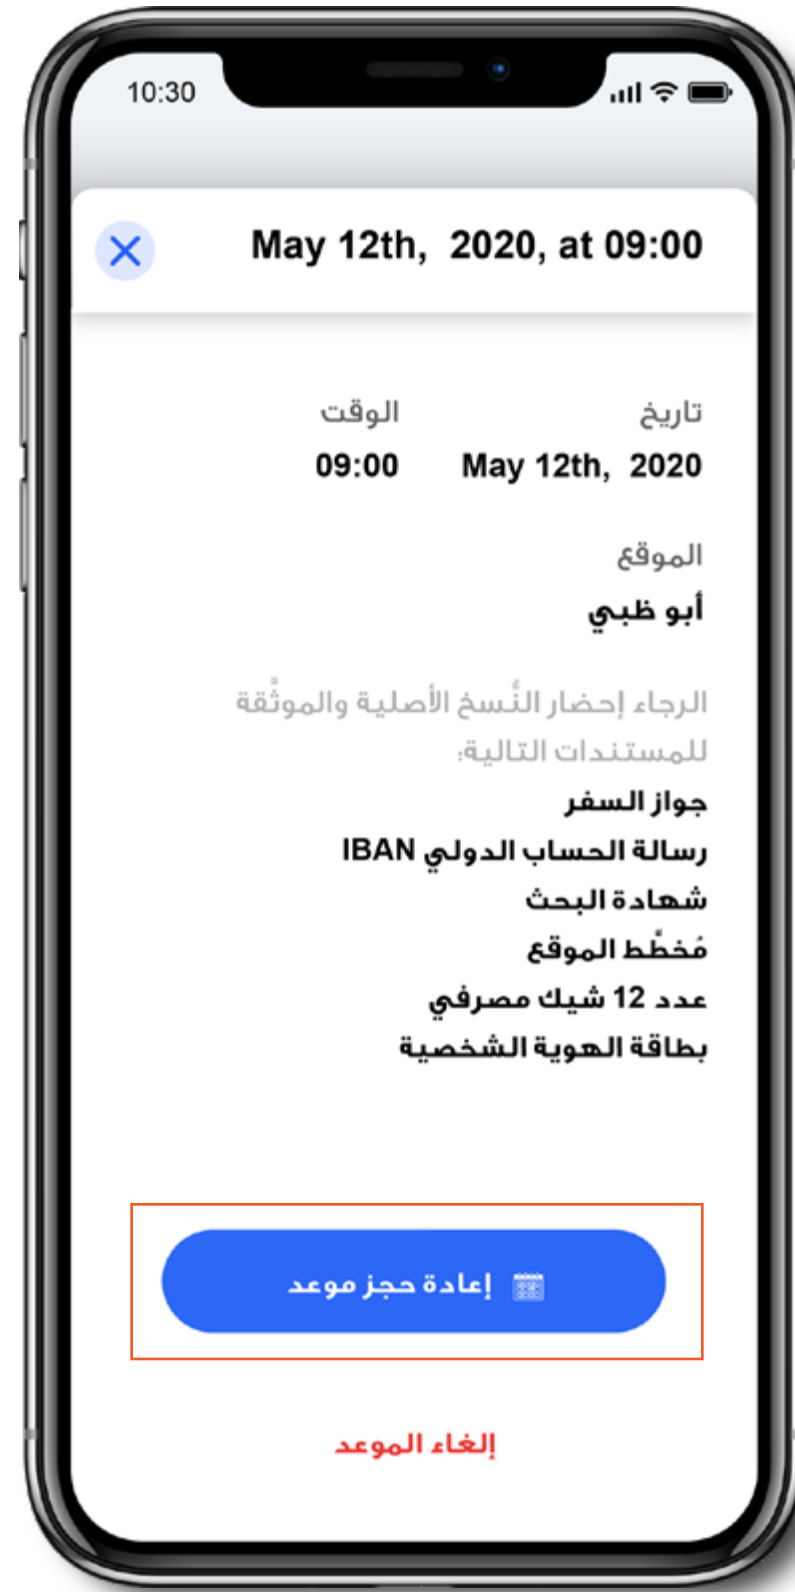 10:30
May 12th, 2020, at 09:00
تاريخ
الوقت
May 12th, 2020
09:00
الموقع
أبو ظبي
الرجاء إحضار النُّسخ الأصلية والموثَّقة
للمستندات التالية:
جواز السفر
رسالة الحساب الدولي IBAN
شهادة البحث
مُخطَّط الموقع
عدد 12 شيك مصرفي
بطاقة الهوية الشخصية
إعادة حجز موعد
إلغاء الموعد